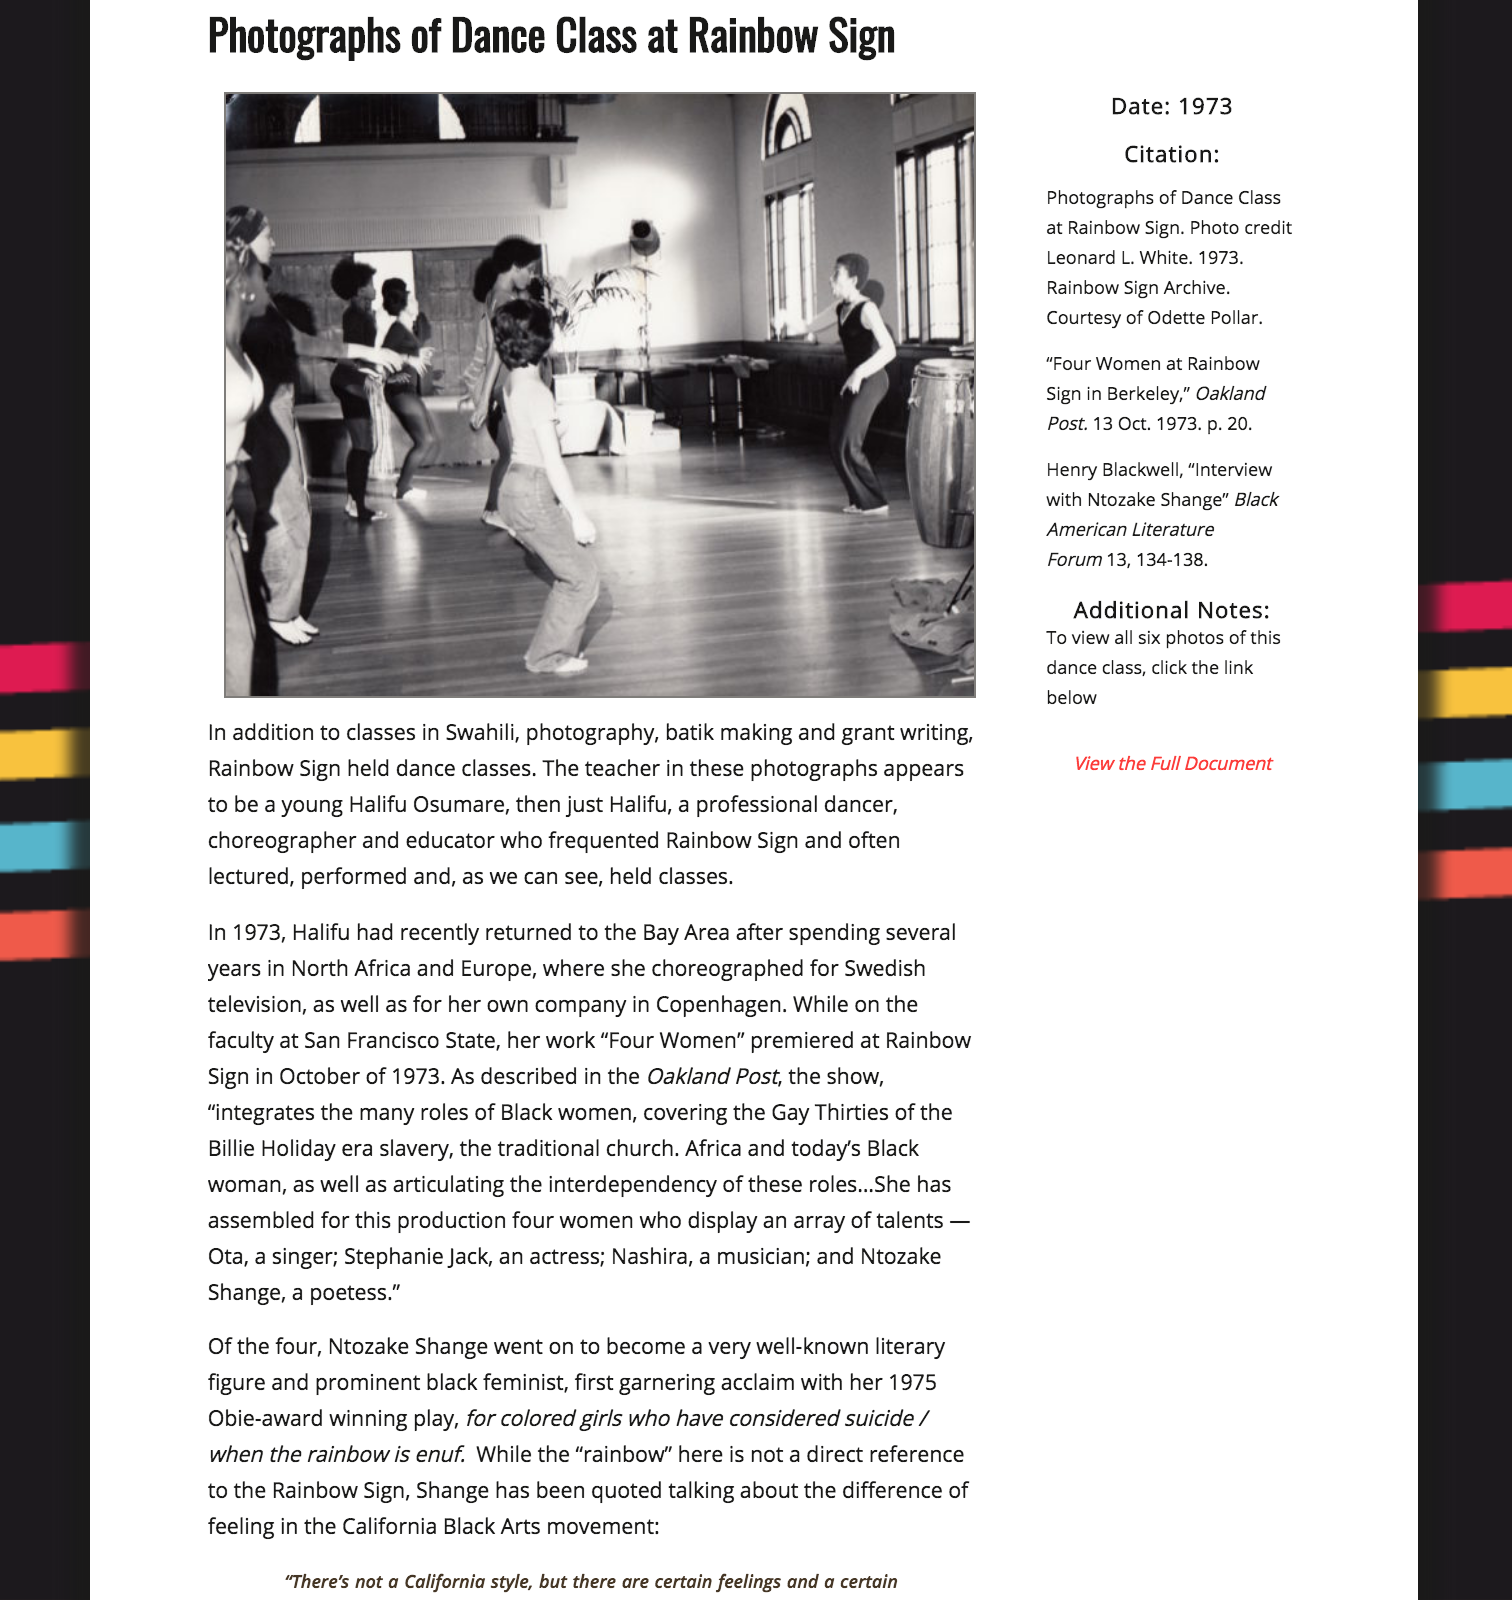 Photographs of Dance Class at Rainbow Sign
In addition to classes in Swahili, photography, batik making and grant writing,
Rainbow Sign held dance classes. The teacher in these photographs appears
to be a young Halifu Osumare, then just Halifu, a professional dancer,
choreographer and educator who frequented Rainbow Sign and often
lectured, performed and, as we can see, held classes.
In 1973, Halifu had recently returned to the Bay Area after spending several
years in North Africa and Europe, where she choreographed for Swedish
television, as well as for her own company in Copenhagen. While on the
faculty at San Francisco State, her work “Four Women” premiered at Rainbow
Sign in October of 1973. As described in the Oakland Post, the show,
“integrates the many roles of Black women, covering the Gay Thirties of the
Billie Holiday era slavery, the traditional church. Africa and today’s Black
woman, as well as articulating the interdependency of these roles…She has
assembled for this production four women who display an array of talents —
Ota, a singer; Stephanie Jack, an actress; Nashira, a musician; and Ntozake
Shange, a poetess.”
Of the four, Ntozake Shange went on to become a very well-known literary
figure and prominent black feminist, first garnering acclaim with her 1975
Obie-award winning play, for colored girls who have considered suicide /
when the rainbow is enuf. While the “rainbow” here is not a direct reference
to the Rainbow Sign, Shange has been quoted talking about the difference of
feeling in the California Black Arts movement:
“There’s not a California style, but there are certain feelings and a certain
Date: 1973
Citation:
Photographs of Dance Class
at Rainbow Sign. Photo credit
Leonard L. White. 1973.
Rainbow Sign Archive.
Courtesy of Odette Pollar.
“Four Women at Rainbow
Sign in Berkeley,” Oakland
Post. 13 Oct. 1973. p. 20.
Henry Blackwell, “Interview
with Ntozake Shange” Black
American Literature
Forum 13, 134-138.
Additional Notes:
To view all six photos of this
dance class, click the link
below
View the Full Document